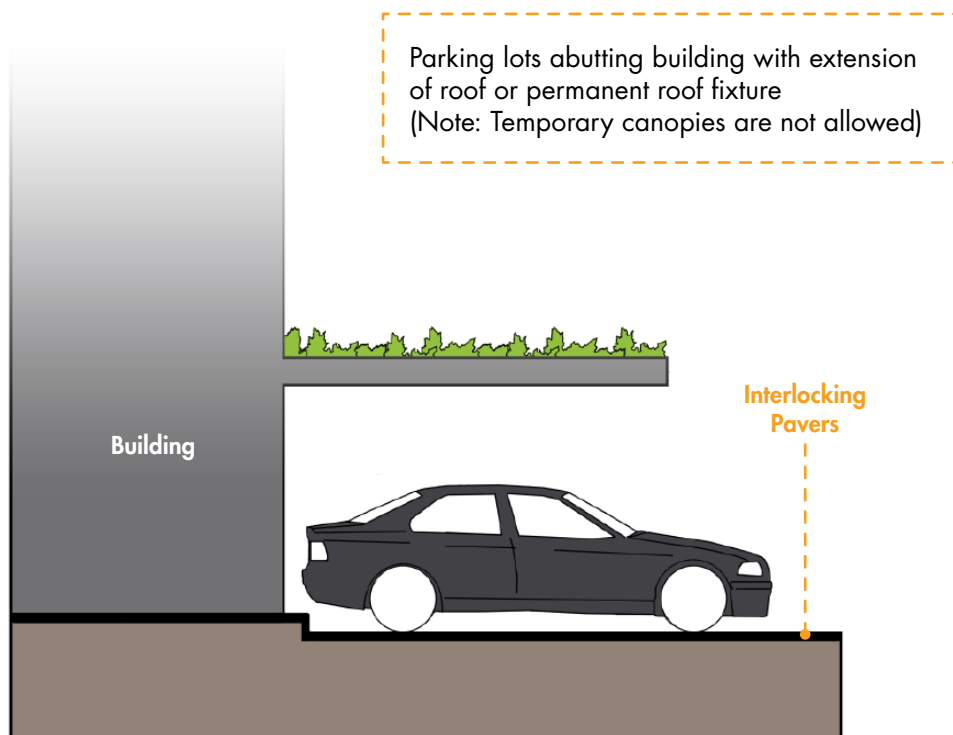 Parking lots abutting building with extension
of roof or permanent roof fixture
(Note: Temporary canopies are not allowed)
Interlocking
Pavers
Building